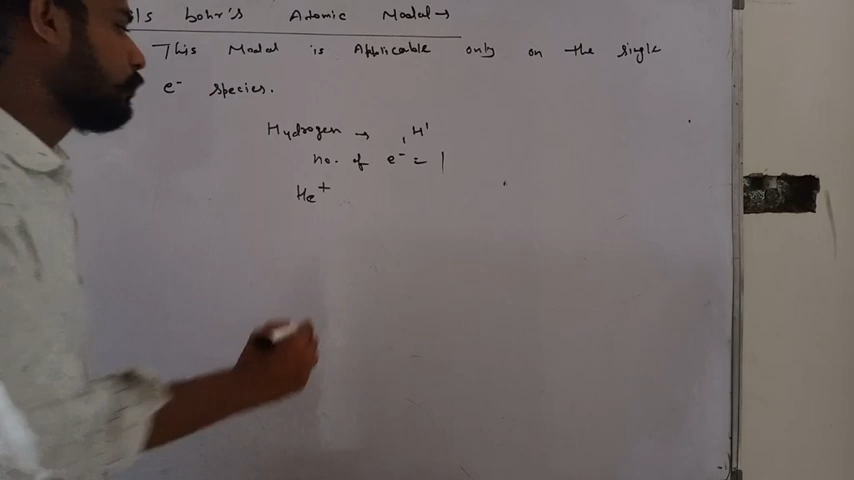 Bohr's Atomic Modal→
This Modal is Applicable only on the single
e⁻ species.
Hydrogen → ₁H¹
no. of e⁻ = 1
He⁺